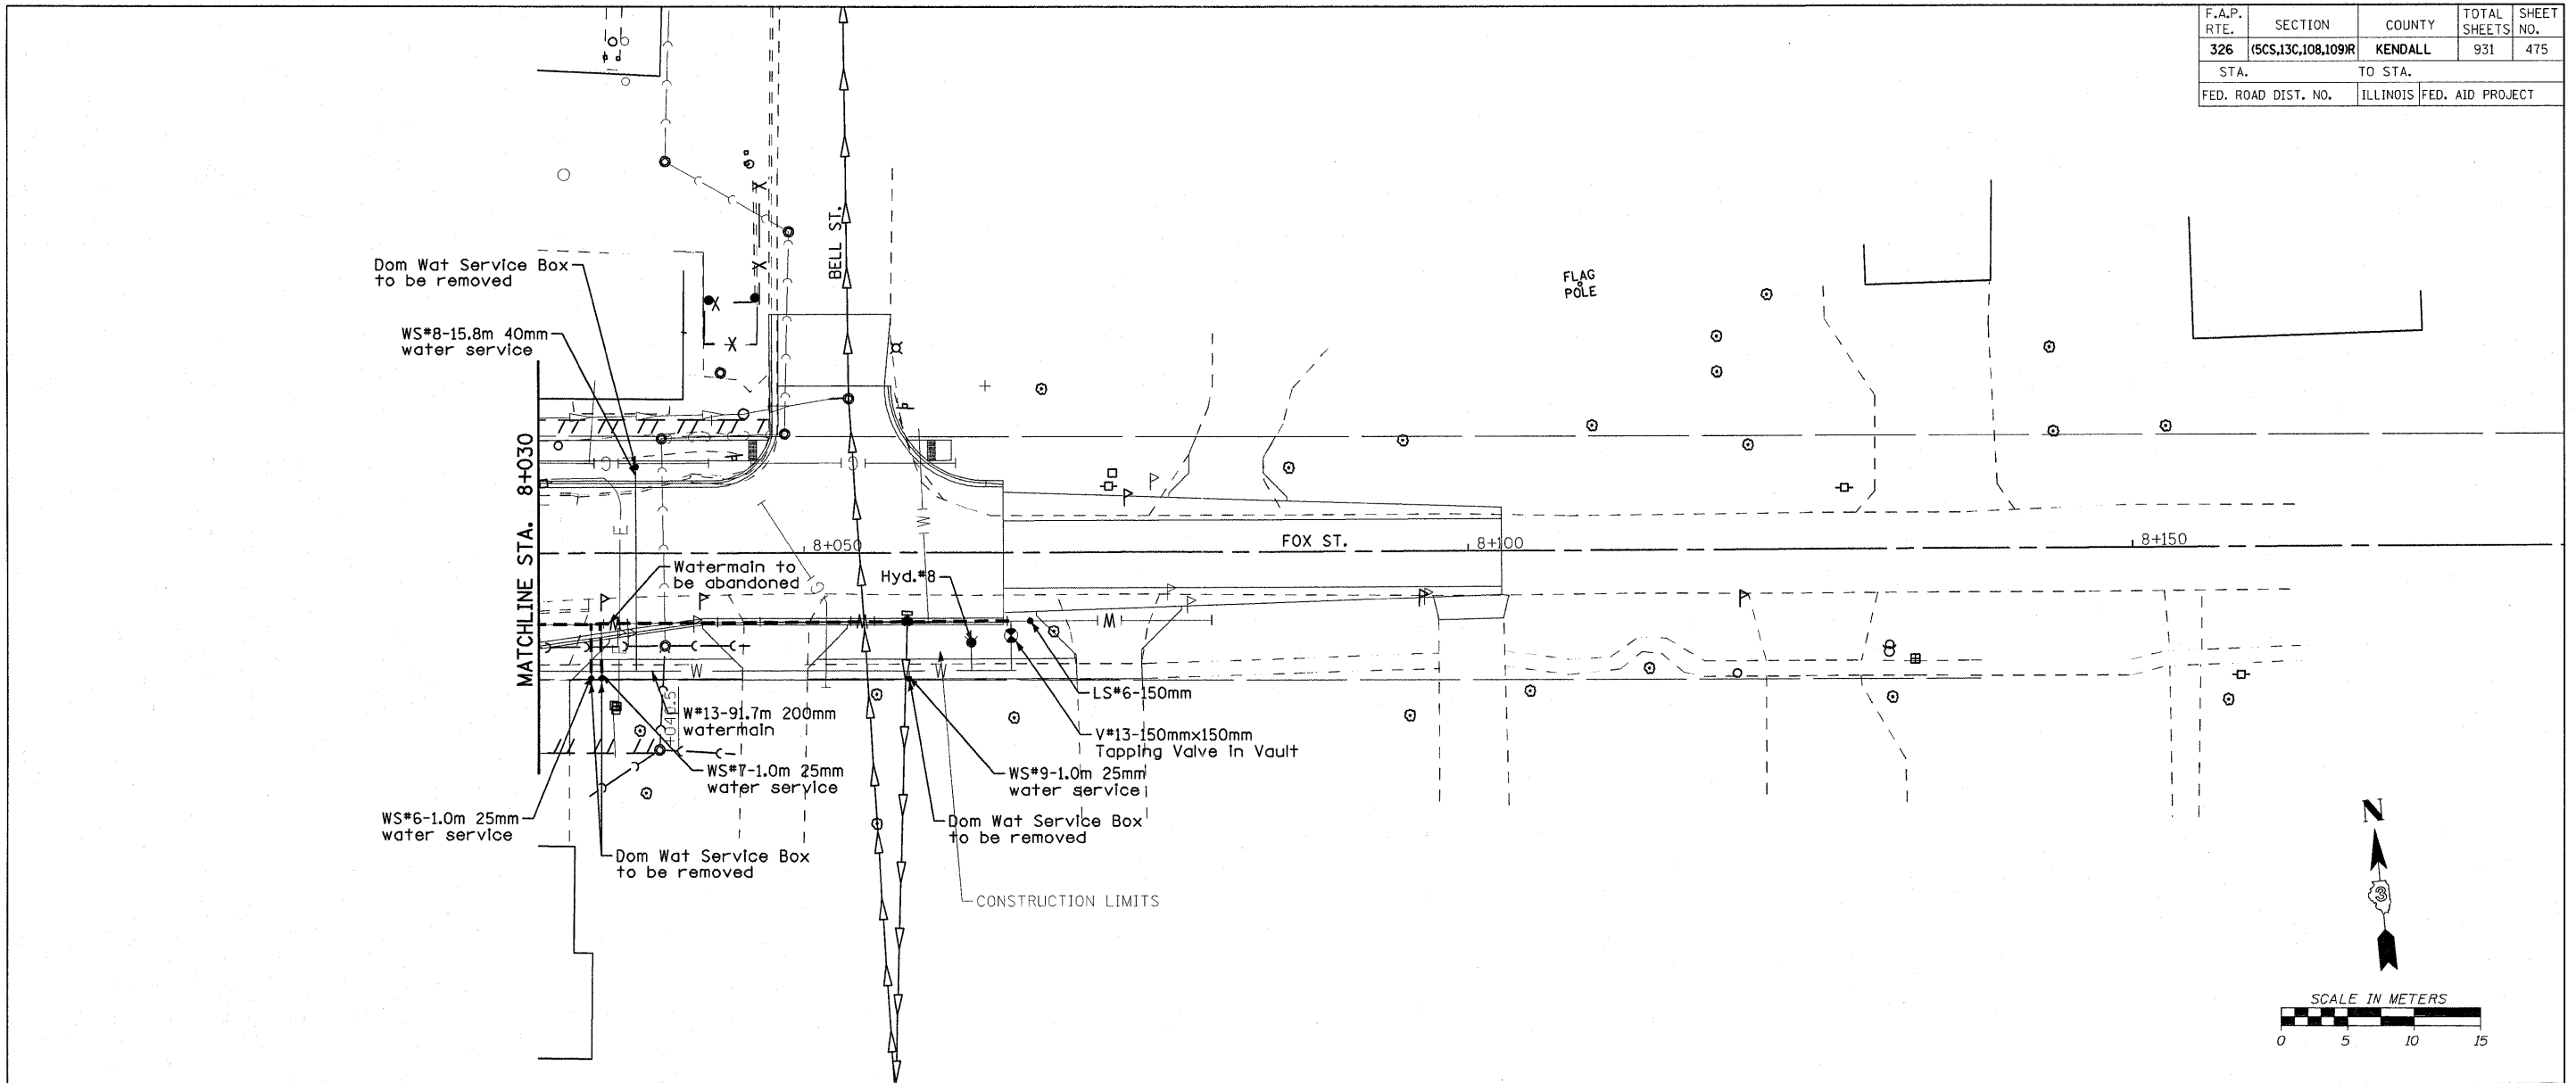 F.A.P. RTE.
SECTION
COUNTY
TOTAL SHEETS
SHEET NO.
326
(5CS,13C,108,109)R
KENDALL
931
475
STA.
TO STA.
FED. ROAD DIST. NO.
ILLINOIS
FED. AID PROJECT
BELL ST.
Dom Wat Service Box
to be removed
FLAG
POLE
WS#8-15.8m 40mm
water service
MATCHLINE STA. 8+030
G
G
E
W
8+050
FOX ST.
8+100
8+150
Watermain to
be abandoned
Hyd.#8
G
W
W
W
W
W
LS#6-150mm
+040.5
W#13-91.7m 200mm
watermain
V#13-150mmx150mm
Tapping Valve in Vault
WS#7-1.0m 25mm
water service
WS#9-1.0m 25mm
water service
WS#6-1.0m 25mm
water service
Dom Wat Service Box
to be removed
Dom Wat Service Box
to be removed
CONSTRUCTION LIMITS
N
3
SCALE IN METERS
0 5 10 15